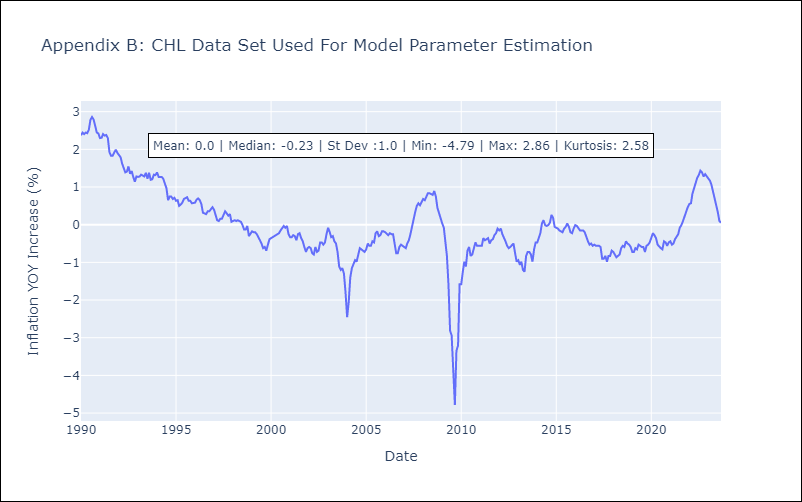 Appendix B: CHL Data Set Used For Model Parameter Estimation
Mean: 0.0 | Median: -0.23 | St Dev :1.0 | Min: -4.79 | Max: 2.86 | Kurtosis: 2.58
Inflation YOY Increase (%)
3
2
1
0
−1
−2
−3
−4
−5
1990 1995 2000 2005 2010 2015 2020
Date